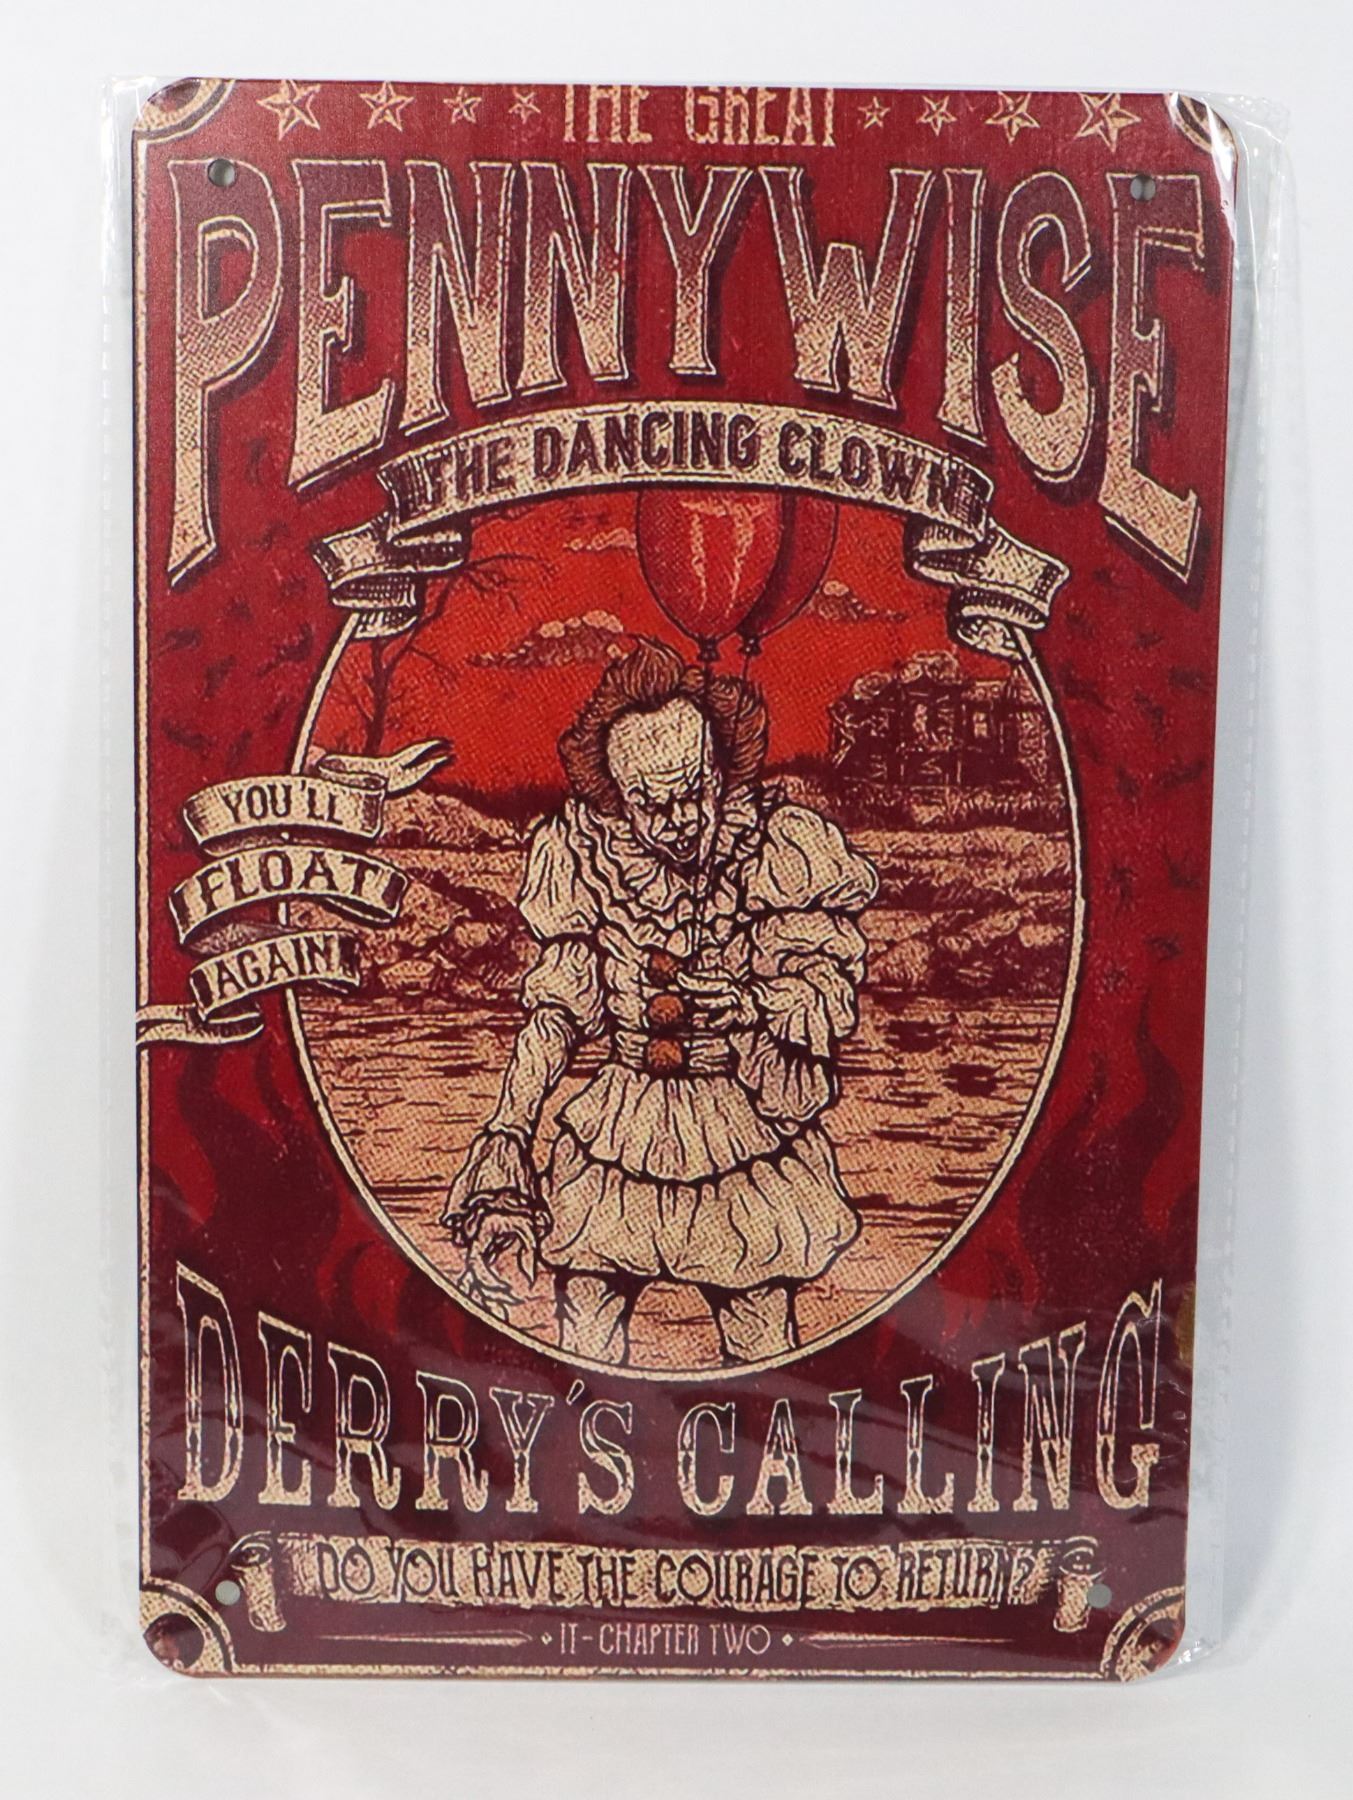 THE GREAT
PENNYWISE
THE DANCING CLOWN
YOU'LL
FLOAT
AGAIN!
DERRY'S CALLING
DO YOU HAVE THE COURAGE TO RETURN?
IT-CHAPTER TWO